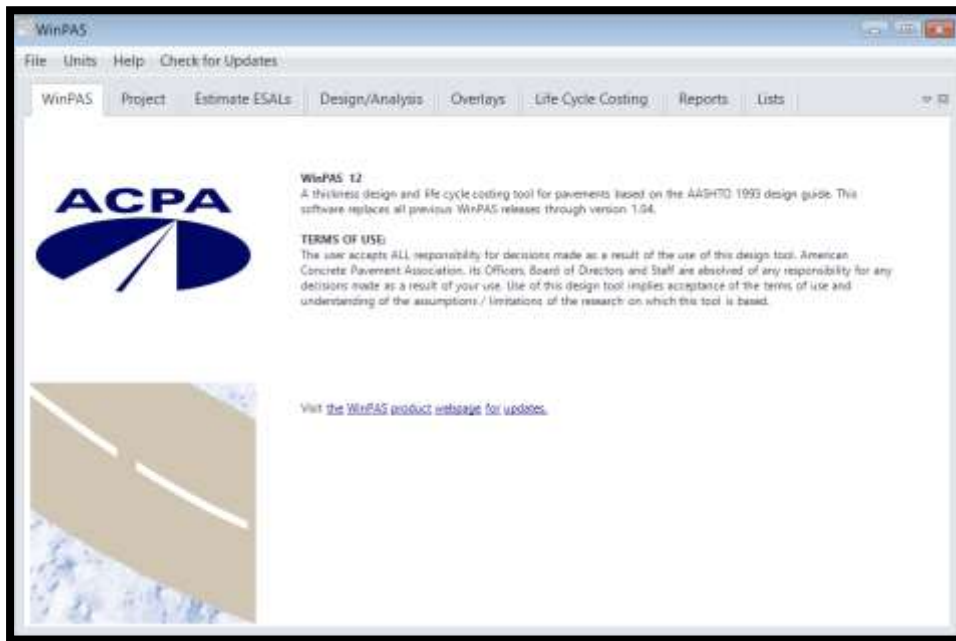 WinPAS
File Units Help Check for Updates
WinPAS Project Estimate ESALs Design/Analysis Overlays Life Cycle Costing Reports Lists
ACPA
WinPAS 12
A thickness design and life cycle costing tool for pavements based on the AASHTO 1993 design guide. This
software replaces all previous WinPAS releases through version 1.04.
TERMS OF USE:
The user accepts ALL responsibility for decisions made as a result of the use of this design tool. American
Concrete Pavement Association, its Officers, Board of Directors and Staff are absolved of any responsibility for any
decisions made as a result of your use. Use of this design tool implies acceptance of the terms of use and
understanding of the assumptions / limitations of the research on which this tool is based.
Visit the WinPAS product webpage for updates.